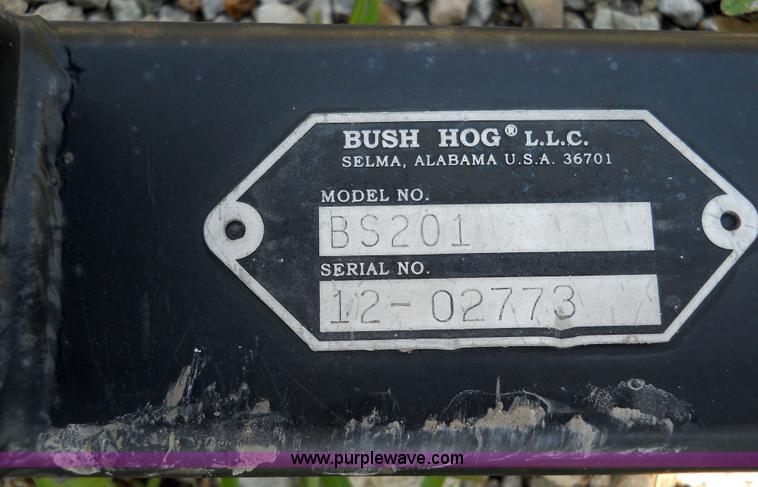 BUSH HOG® L.L.C.
SELMA, ALABAMA U.S.A. 36701
MODEL NO.
BS201
SERIAL NO.
12-02773
www.purplewave.com